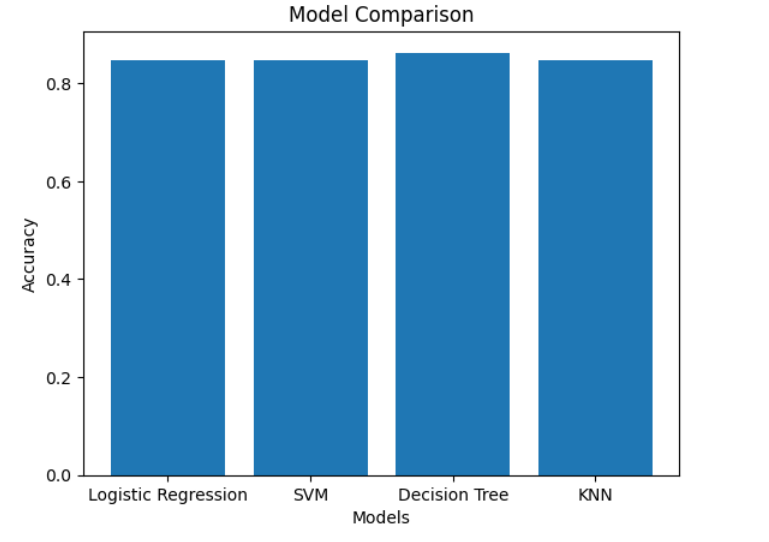 Model Comparison
0.8
0.6
0.4
0.2
0.0
Accuracy
Logistic Regression SVM Decision Tree KNN
Models